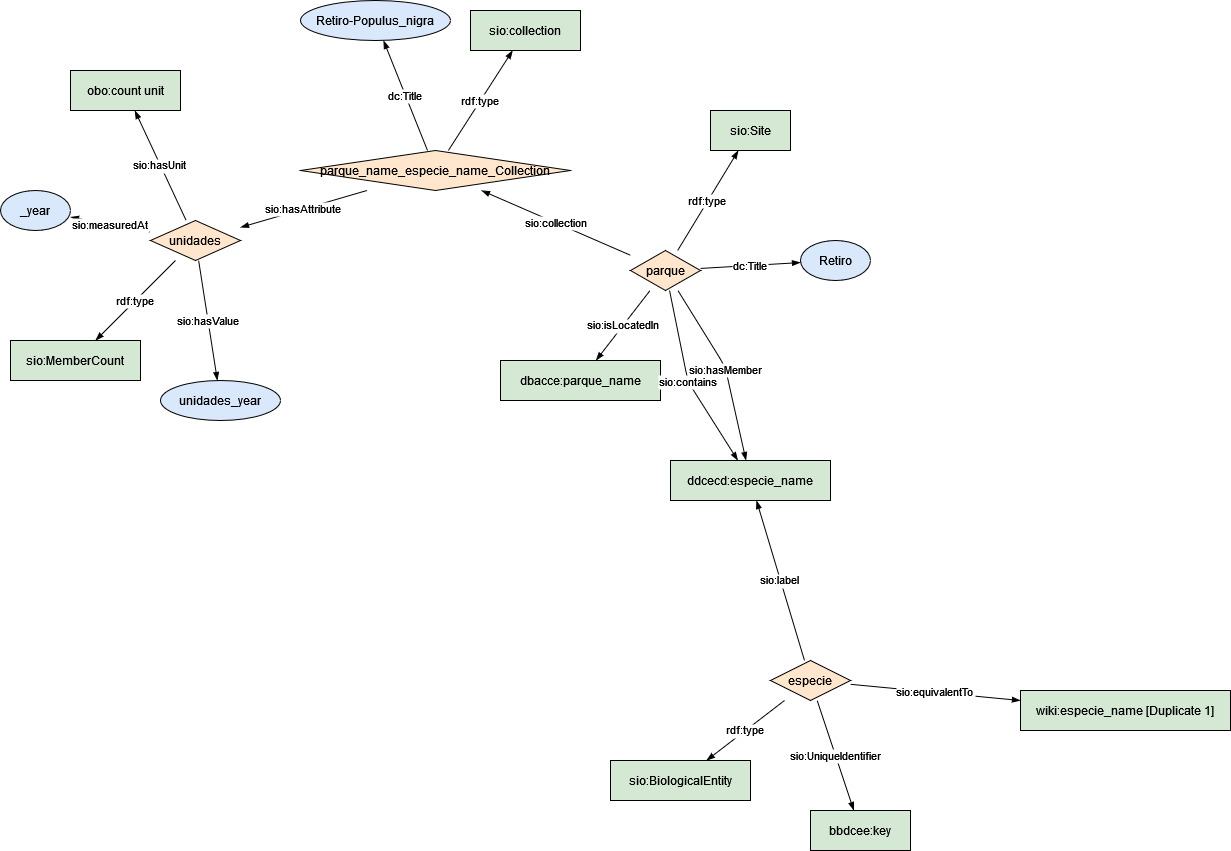 Retiro-Populus_nigra
sio:collection
obo:count unit
dc:Title
rdf:type
sio:Site
sio:hasUnit
parque_name_especie_name_Collection
_year
sio:measuredAt
sio:hasAttribute
rdf:type
sio:collection
unidades
parque
dc:Title
Retiro
rdf:type
sio:hasValue
sio:isLocatedIn
sio:MemberCount
sio:hasMember
dbacce:parque_name
sio:contains
unidades_year
ddcecd:especie_name
sio:label
especie
sio:equivalentTo
wiki:especie_name [Duplicate 1]
rdf:type
sio:UniqueIdentifier
sio:BiologicalEntity
bbdcee:key